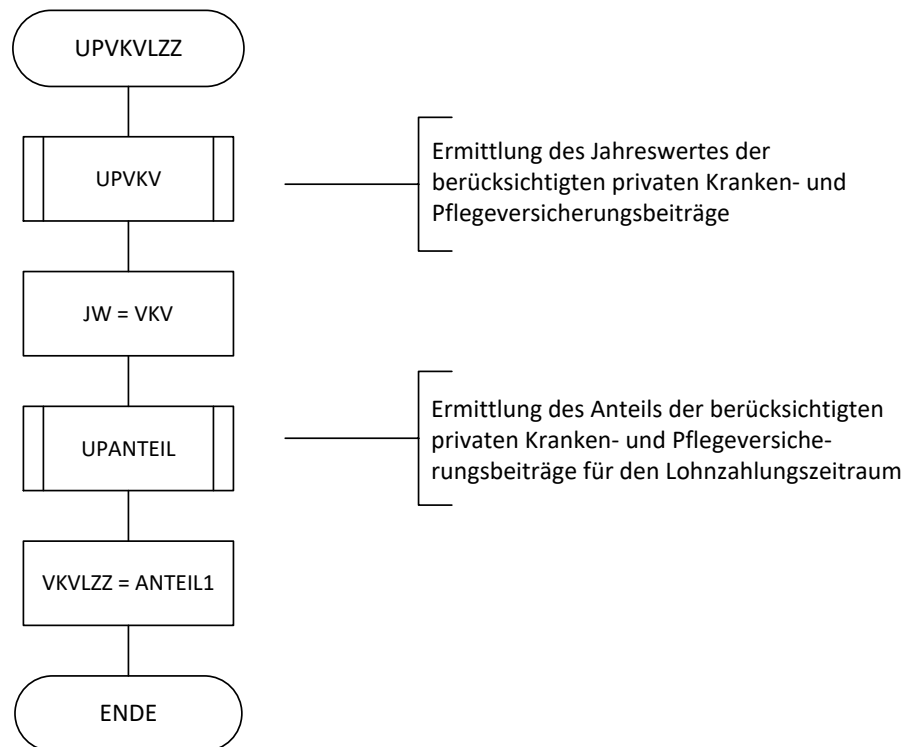 UPVKVLZZ
UPVKV
Ermittlung des Jahreswertes der
berücksichtigten privaten Kranken- und
Pflegeversicherungsbeiträge
JW = VKV
UPANTEIL
Ermittlung des Anteils der berücksichtigten
privaten Kranken- und Pflegeversiche-
rungsbeiträge für den Lohnzahlungszeitraum
VKVLZZ = ANTEIL1
ENDE